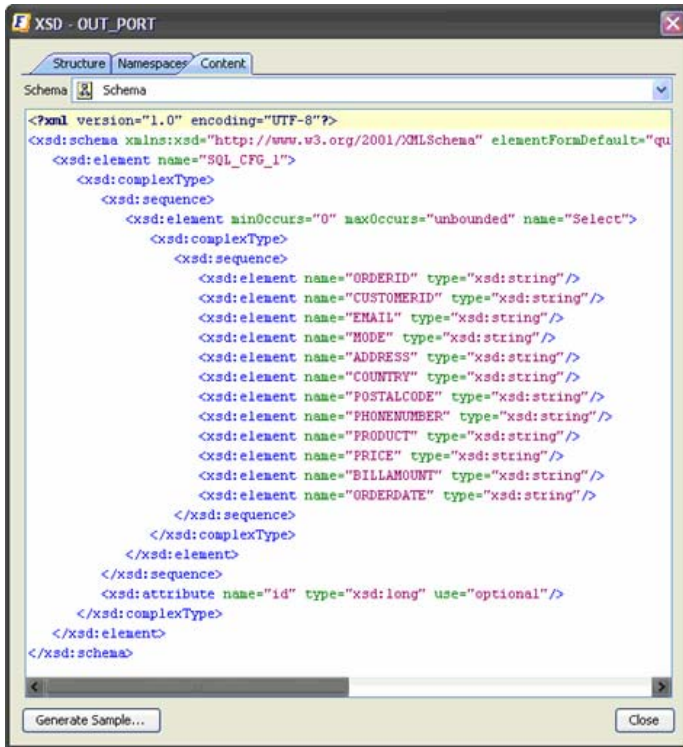 XSD - OUT_PORT
Structure Namespaces Content
Schema Schema
<?xml version="1.0" encoding="UTF-8"?>
<xsd:schema xmlns:xsd="http://www.w3.org/2001/XMLSchema" elementFormDefault="qu
<xsd:element name="SQL_CFG_1">
<xsd:complexType>
<xsd:sequence>
<xsd:element minOccurs="0" maxOccurs="unbounded" name="Select">
<xsd:complexType>
<xsd:sequence>
<xsd:element name="ORDERID" type="xsd:string"/>
<xsd:element name="CUSTOMERID" type="xsd:string"/>
<xsd:element name="EMAIL" type="xsd:string"/>
<xsd:element name="MODE" type="xsd:string"/>
<xsd:element name="ADDRESS" type="xsd:string"/>
<xsd:element name="COUNTRY" type="xsd:string"/>
<xsd:element name="POSTALCODE" type="xsd:string"/>
<xsd:element name="PHONENUMBER" type="xsd:string"/>
<xsd:element name="PRODUCT" type="xsd:string"/>
<xsd:element name="PRICE" type="xsd:string"/>
<xsd:element name="BILLAMOUNT" type="xsd:string"/>
<xsd:element name="ORDERDATE" type="xsd:string"/>
</xsd:sequence>
</xsd:complexType>
</xsd:element>
</xsd:sequence>
<xsd:attribute name="id" type="xsd:long" use="optional"/>
</xsd:complexType>
</xsd:element>
</xsd:schema>
Generate Sample... Close